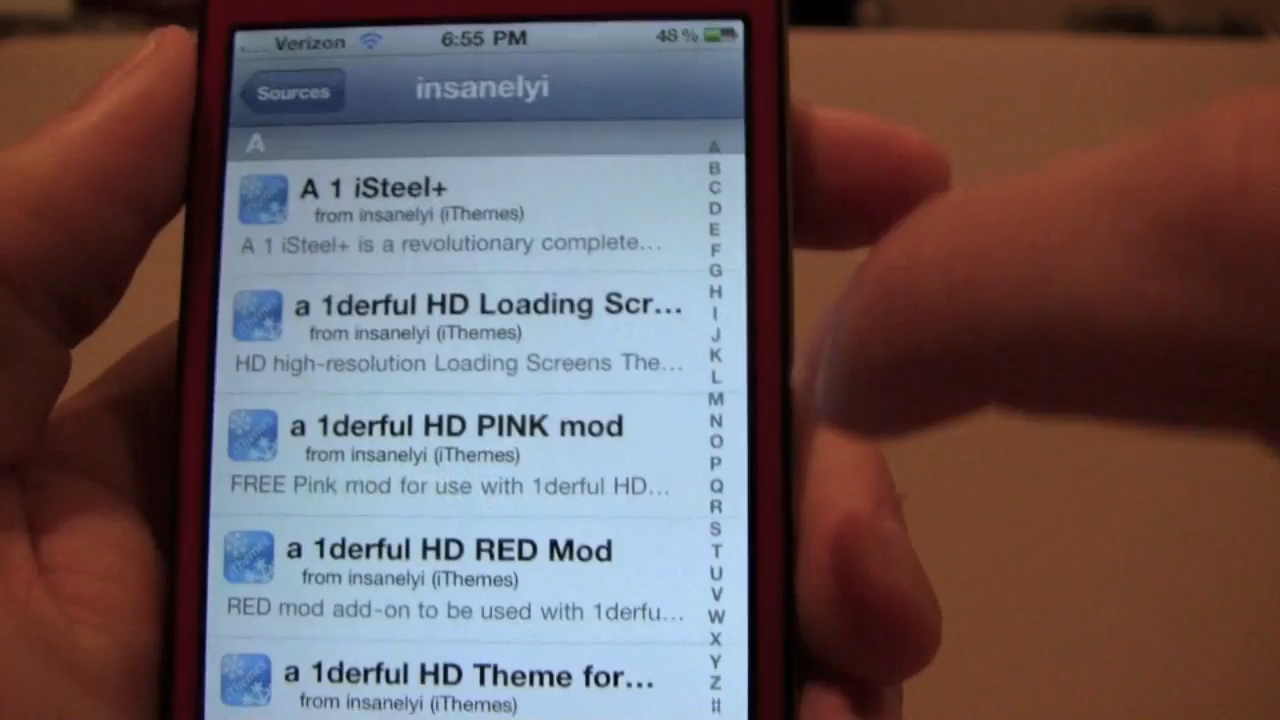 Verizon 6:55 PM 48 %
Sources insanelyi
A
A 1 iSteel+
from insanelyi (iThemes)
A 1 iSteel+ is a revolutionary complete...
a 1derful HD Loading Scr...
from insanelyi (iThemes)
HD high-resolution Loading Screens The...
a 1derful HD PINK mod
from insanelyi (iThemes)
FREE Pink mod for use with 1derful HD...
a 1derful HD RED Mod
from insanelyi (iThemes)
RED mod add-on to be used with 1derfu...
a 1derful HD Theme for...
from insanelyi (iThemes)
A
B
C
D
E
F
G
H
I
J
K
L
M
N
O
P
Q
R
S
T
U
V
W
X
Y
Z
#